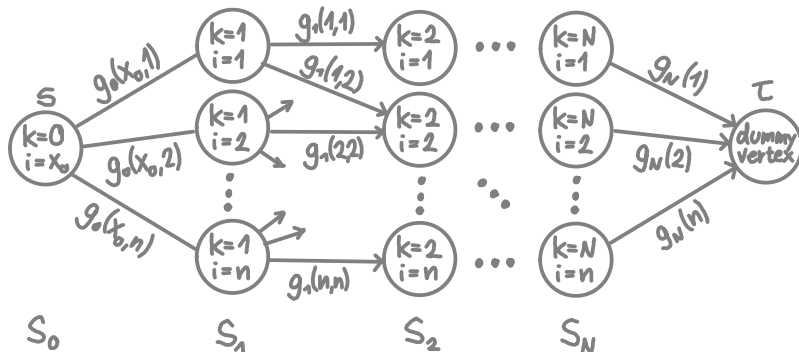 S
k=0
i=x₀
g₀(x₀,1)
g₀(x₀,2)
g₀(x₀,n)
k=1
i=1
k=1
i=2
k=1
i=n
g₁(1,1)
g₁(1,2)
g₁(2,2)
g₁(n,n)
k=2
i=1
k=2
i=2
k=2
i=n
k=N
i=1
k=N
i=2
k=N
i=n
g_N(1)
g_N(2)
g_N(n)
τ
dummy
vertex
S₀
S₁
S₂
S_N